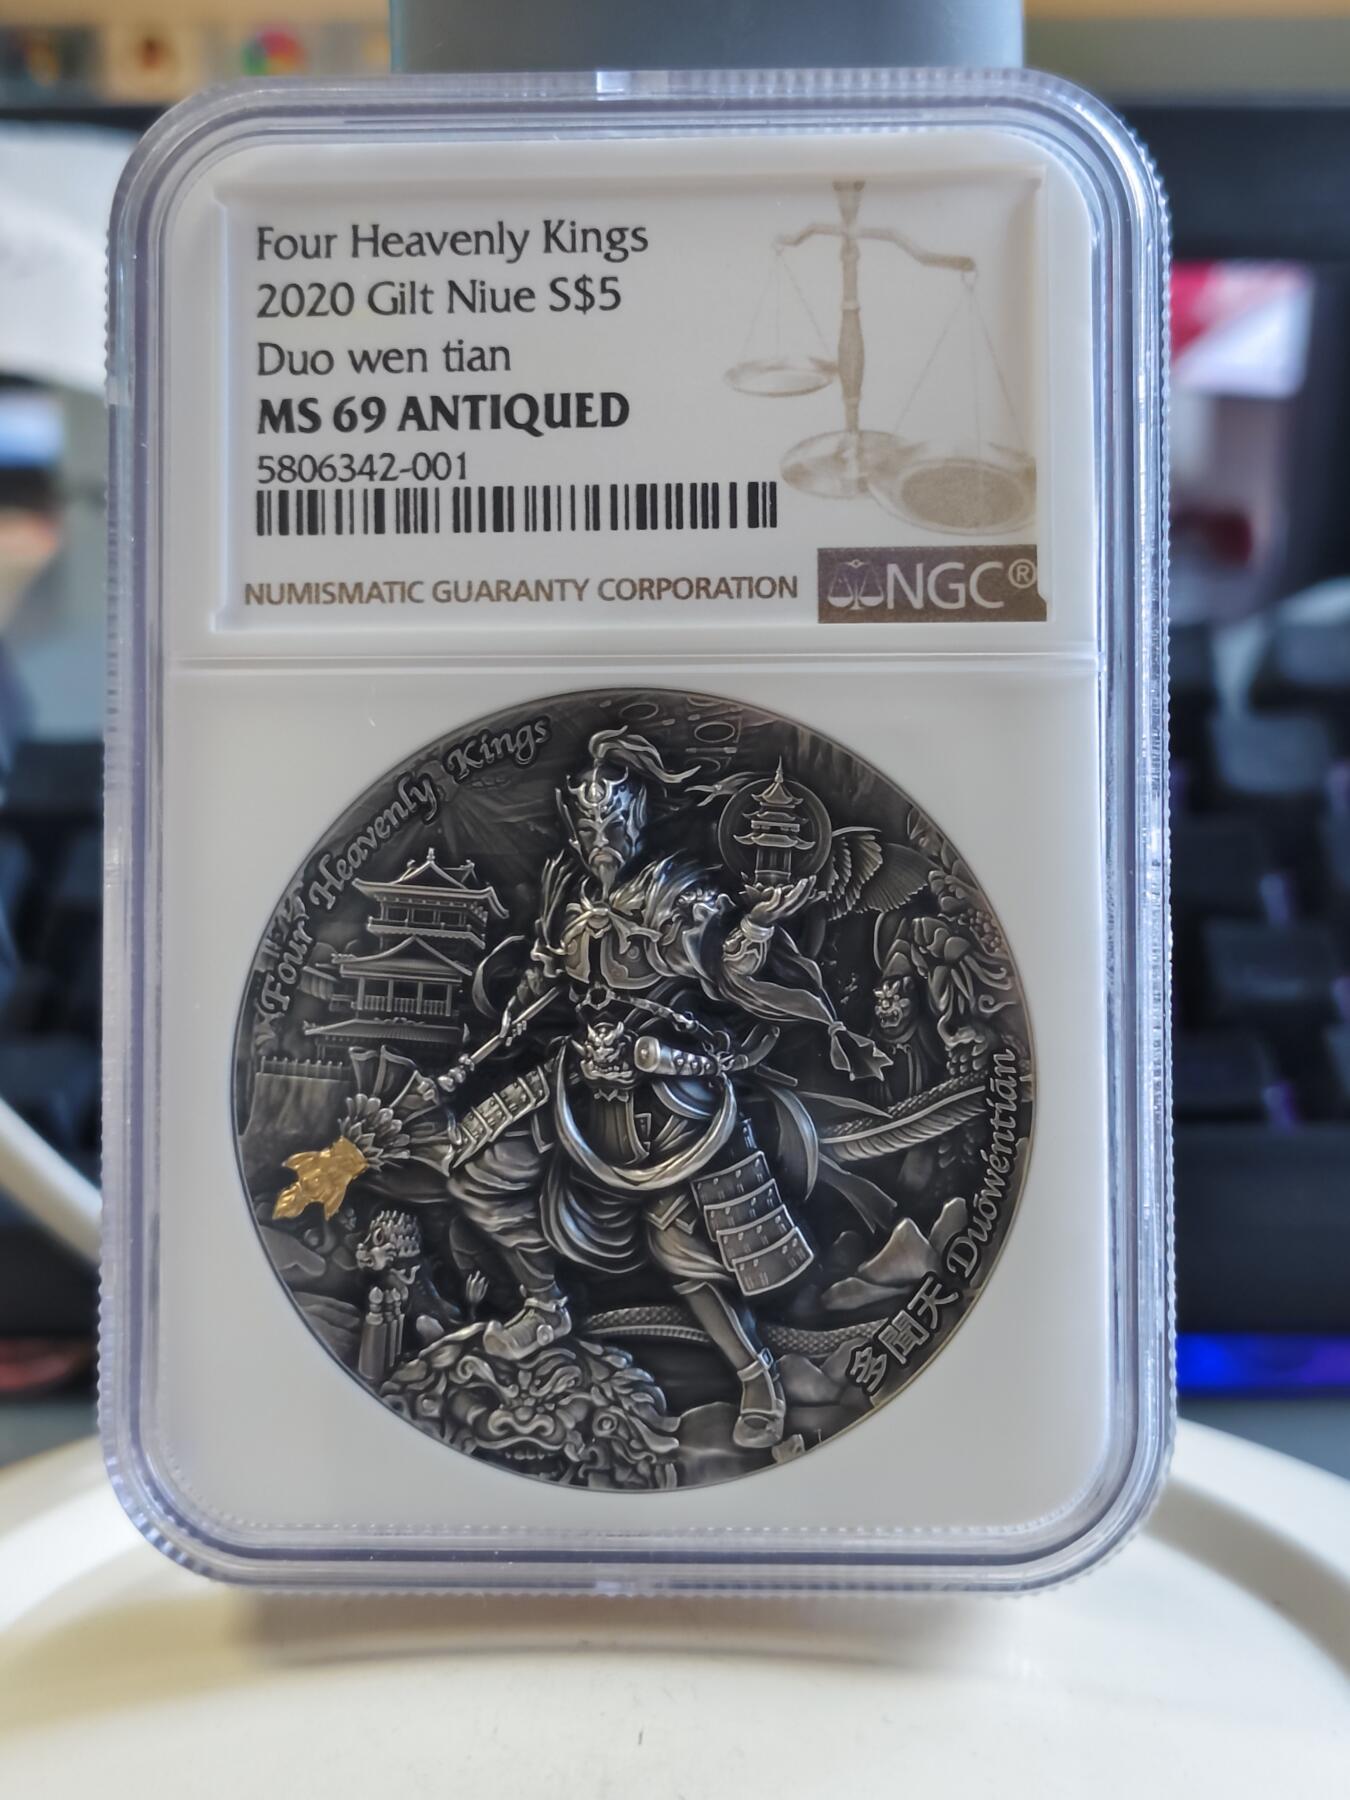 Four Heavenly Kings
2020 Gilt Niue S$5
Duo wen tian
MS 69 ANTIQUED
5806342-001
NUMISMATIC GUARANTY CORPORATION
NGC®
Four Heavenly Kings
多聞天 Duōwéntiān